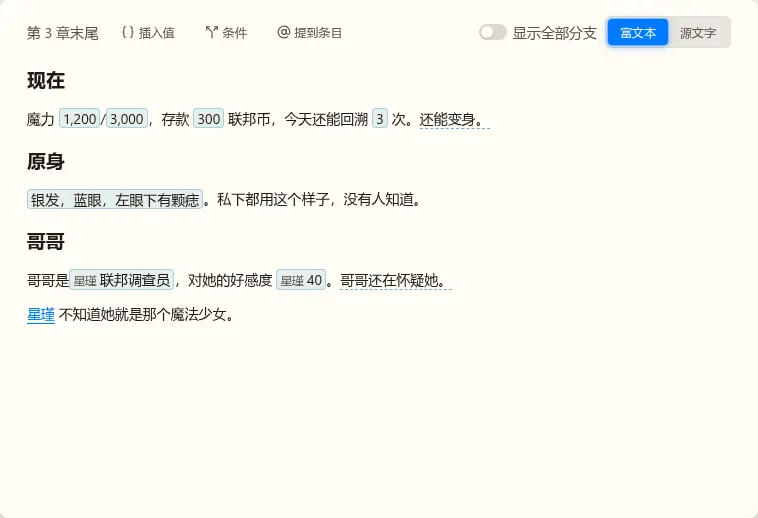 第 3 章末尾 {} 插入值 条件 @ 提到条目 显示全部分支 富文本 源文字
现在
魔力 1,200/3,000，存款 300 联邦币，今天还能回溯 3 次。还能变身。
原身
银发，蓝眼，左眼下有颗痣。私下都用这个样子，没有人知道。
哥哥
哥哥是星瑾 联邦调查员，对她的好感度 星瑾 40。哥哥还在怀疑她。
星瑾 不知道她就是那个魔法少女。